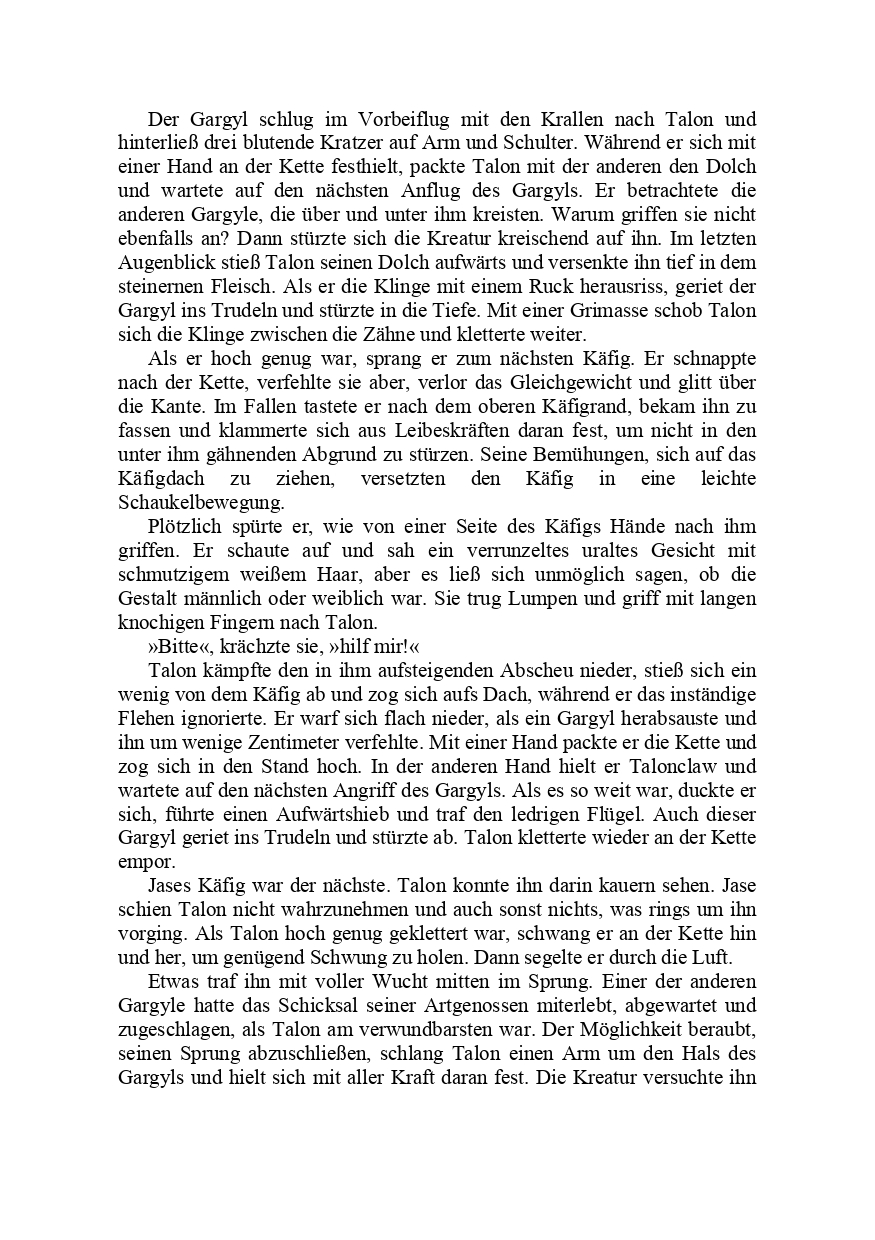 Der Gargyl schlug im Vorbeiflug mit den Krallen nach Talon und
hinterließ drei blutende Kratzer auf Arm und Schulter. Während er sich mit
einer Hand an der Kette festhielt, packte Talon mit der anderen den Dolch
und wartete auf den nächsten Anflug des Gargyls. Er betrachtete die
anderen Gargyle, die über und unter ihm kreisten. Warum griffen sie nicht
ebenfalls an? Dann stürzte sich die Kreatur kreischend auf ihn. Im letzten
Augenblick stieß Talon seinen Dolch aufwärts und versenkte ihn tief in dem
steinernen Fleisch. Als er die Klinge mit einem Ruck herausriss, geriet der
Gargyl ins Trudeln und stürzte in die Tiefe. Mit einer Grimasse schob Talon
sich die Klinge zwischen die Zähne und kletterte weiter.
Als er hoch genug war, sprang er zum nächsten Käfig. Er schnappte
nach der Kette, verfehlte sie aber, verlor das Gleichgewicht und glitt über
die Kante. Im Fallen tastete er nach dem oberen Käfigrand, bekam ihn zu
fassen und klammerte sich aus Leibeskräften daran fest, um nicht in den
unter ihm gähnenden Abgrund zu stürzen. Seine Bemühungen, sich auf das
Käfigdach zu ziehen, versetzten den Käfig in eine leichte
Schaukelbewegung.
Plötzlich spürte er, wie von einer Seite des Käfigs Hände nach ihm
griffen. Er schaute auf und sah ein verrunzeltes uraltes Gesicht mit
schmutzigem weißem Haar, aber es ließ sich unmöglich sagen, ob die
Gestalt männlich oder weiblich war. Sie trug Lumpen und griff mit langen
knochigen Fingern nach Talon.
»Bitte«, krächzte sie, »hilf mir!«
Talon kämpfte den in ihm aufsteigenden Abscheu nieder, stieß sich ein
wenig von dem Käfig ab und zog sich aufs Dach, während er das inständige
Flehen ignorierte. Er warf sich flach nieder, als ein Gargyl herabsauste und
ihn um wenige Zentimeter verfehlte. Mit einer Hand packte er die Kette und
zog sich in den Stand hoch. In der anderen Hand hielt er Talonclaw und
wartete auf den nächsten Angriff des Gargyls. Als es so weit war, duckte er
sich, führte einen Aufwärtshieb und traf den ledrigen Flügel. Auch dieser
Gargyl geriet ins Trudeln und stürzte ab. Talon kletterte wieder an der Kette
empor.
Jases Käfig war der nächste. Talon konnte ihn darin kauern sehen. Jase
schien Talon nicht wahrzunehmen und auch sonst nichts, was rings um ihn
vorging. Als Talon hoch genug geklettert war, schwang er an der Kette hin
und her, um genügend Schwung zu holen. Dann segelte er durch die Luft.
Etwas traf ihn mit voller Wucht mitten im Sprung. Einer der anderen
Gargyle hatte das Schicksal seiner Artgenossen miterlebt, abgewartet und
zugeschlagen, als Talon am verwundbarsten war. Der Möglichkeit beraubt,
seinen Sprung abzuschließen, schlang Talon einen Arm um den Hals des
Gargyls und hielt sich mit aller Kraft daran fest. Die Kreatur versuchte ihn